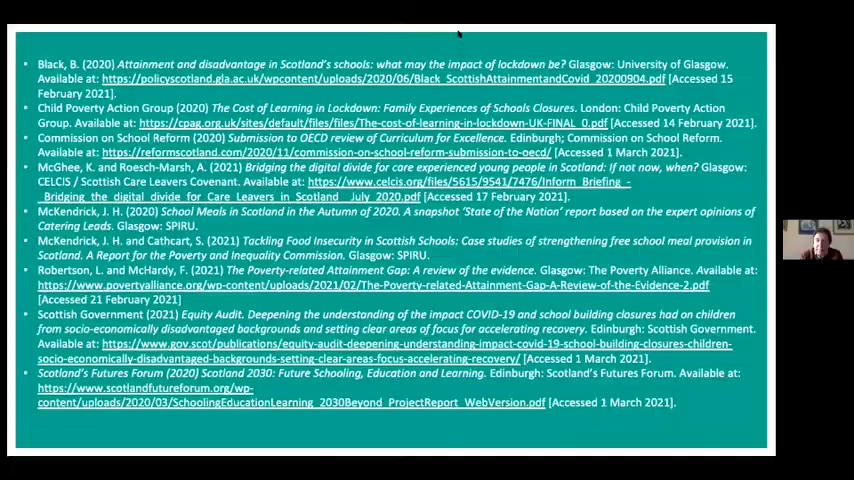 • Black, B. (2020) Attainment and disadvantage in Scotland's schools: what may the impact of lockdown be? Glasgow: University of Glasgow.
Available at: https://policyscotland.gla.ac.uk/wpcontent/uploads/2020/06/Black_ScottishAttainmentandCovid_20200904.pdf [Accessed 15
February 2021].
• Child Poverty Action Group (2020) The Cost of Learning in Lockdown: Family Experiences of Schools Closures. London: Child Poverty Action
Group. Available at: https://cpag.org.uk/sites/default/files/files/The-cost-of-learning-in-lockdown-UK-FINAL_0.pdf [Accessed 14 February 2021].
• Commission on School Reform (2020) Submission to OECD review of Curriculum for Excellence. Edinburgh; Commission on School Reform.
Available at: https://reformscotland.com/2020/11/commission-on-school-reform-submission-to-oecd/ [Accessed 1 March 2021].
• McGhee, K. and Roesch-Marsh, A. (2021) Bridging the digital divide for care experienced young people in Scotland: If not now, when? Glasgow:
CELCIS / Scottish Care Leavers Covenant. Available at: https://www.celcis.org/files/5615/9541/7476/Inform_Briefing_-
_Bridging_the_digital_divide_for_Care_Leavers_in_Scotland__July_2020.pdf [Accessed 17 February 2021].
• McKendrick, J. H. (2020) School Meals in Scotland in the Autumn of 2020. A snapshot 'State of the Nation' report based on the expert opinions of
Catering Leads. Glasgow: SPIRU.
• McKendrick, J. H. and Cathcart, S. (2021) Tackling Food Insecurity in Scottish Schools: Case studies of strengthening free school meal provision in
Scotland. A Report for the Poverty and Inequality Commission. Glasgow: SPIRU.
• Robertson, L. and McHardy, F. (2021) The Poverty-related Attainment Gap: A review of the evidence. Glasgow: The Poverty Alliance. Available at:
https://www.povertyalliance.org/wp-content/uploads/2021/02/The-Poverty-related-Attainment-Gap-A-Review-of-the-Evidence-2.pdf
[Accessed 21 February 2021]
• Scottish Government (2021) Equity Audit. Deepening the understanding of the impact COVID-19 and school building closures had on children
from socio-economically disadvantaged backgrounds and setting clear areas of focus for accelerating recovery. Edinburgh: Scottish Government.
Available at: https://www.gov.scot/publications/equity-audit-deepening-understanding-impact-covid-19-school-building-closures-children-
socio-economically-disadvantaged-backgrounds-setting-clear-areas-focus-accelerating-recovery/ [Accessed 1 March 2021].
• Scotland's Futures Forum (2020) Scotland 2030: Future Schooling, Education and Learning. Edinburgh: Scotland's Futures Forum. Available at:
https://www.scotlandfutureforum.org/wp-
content/uploads/2020/03/SchoolingEducationLearning_2030Beyond_ProjectReport_WebVersion.pdf [Accessed 1 March 2021].